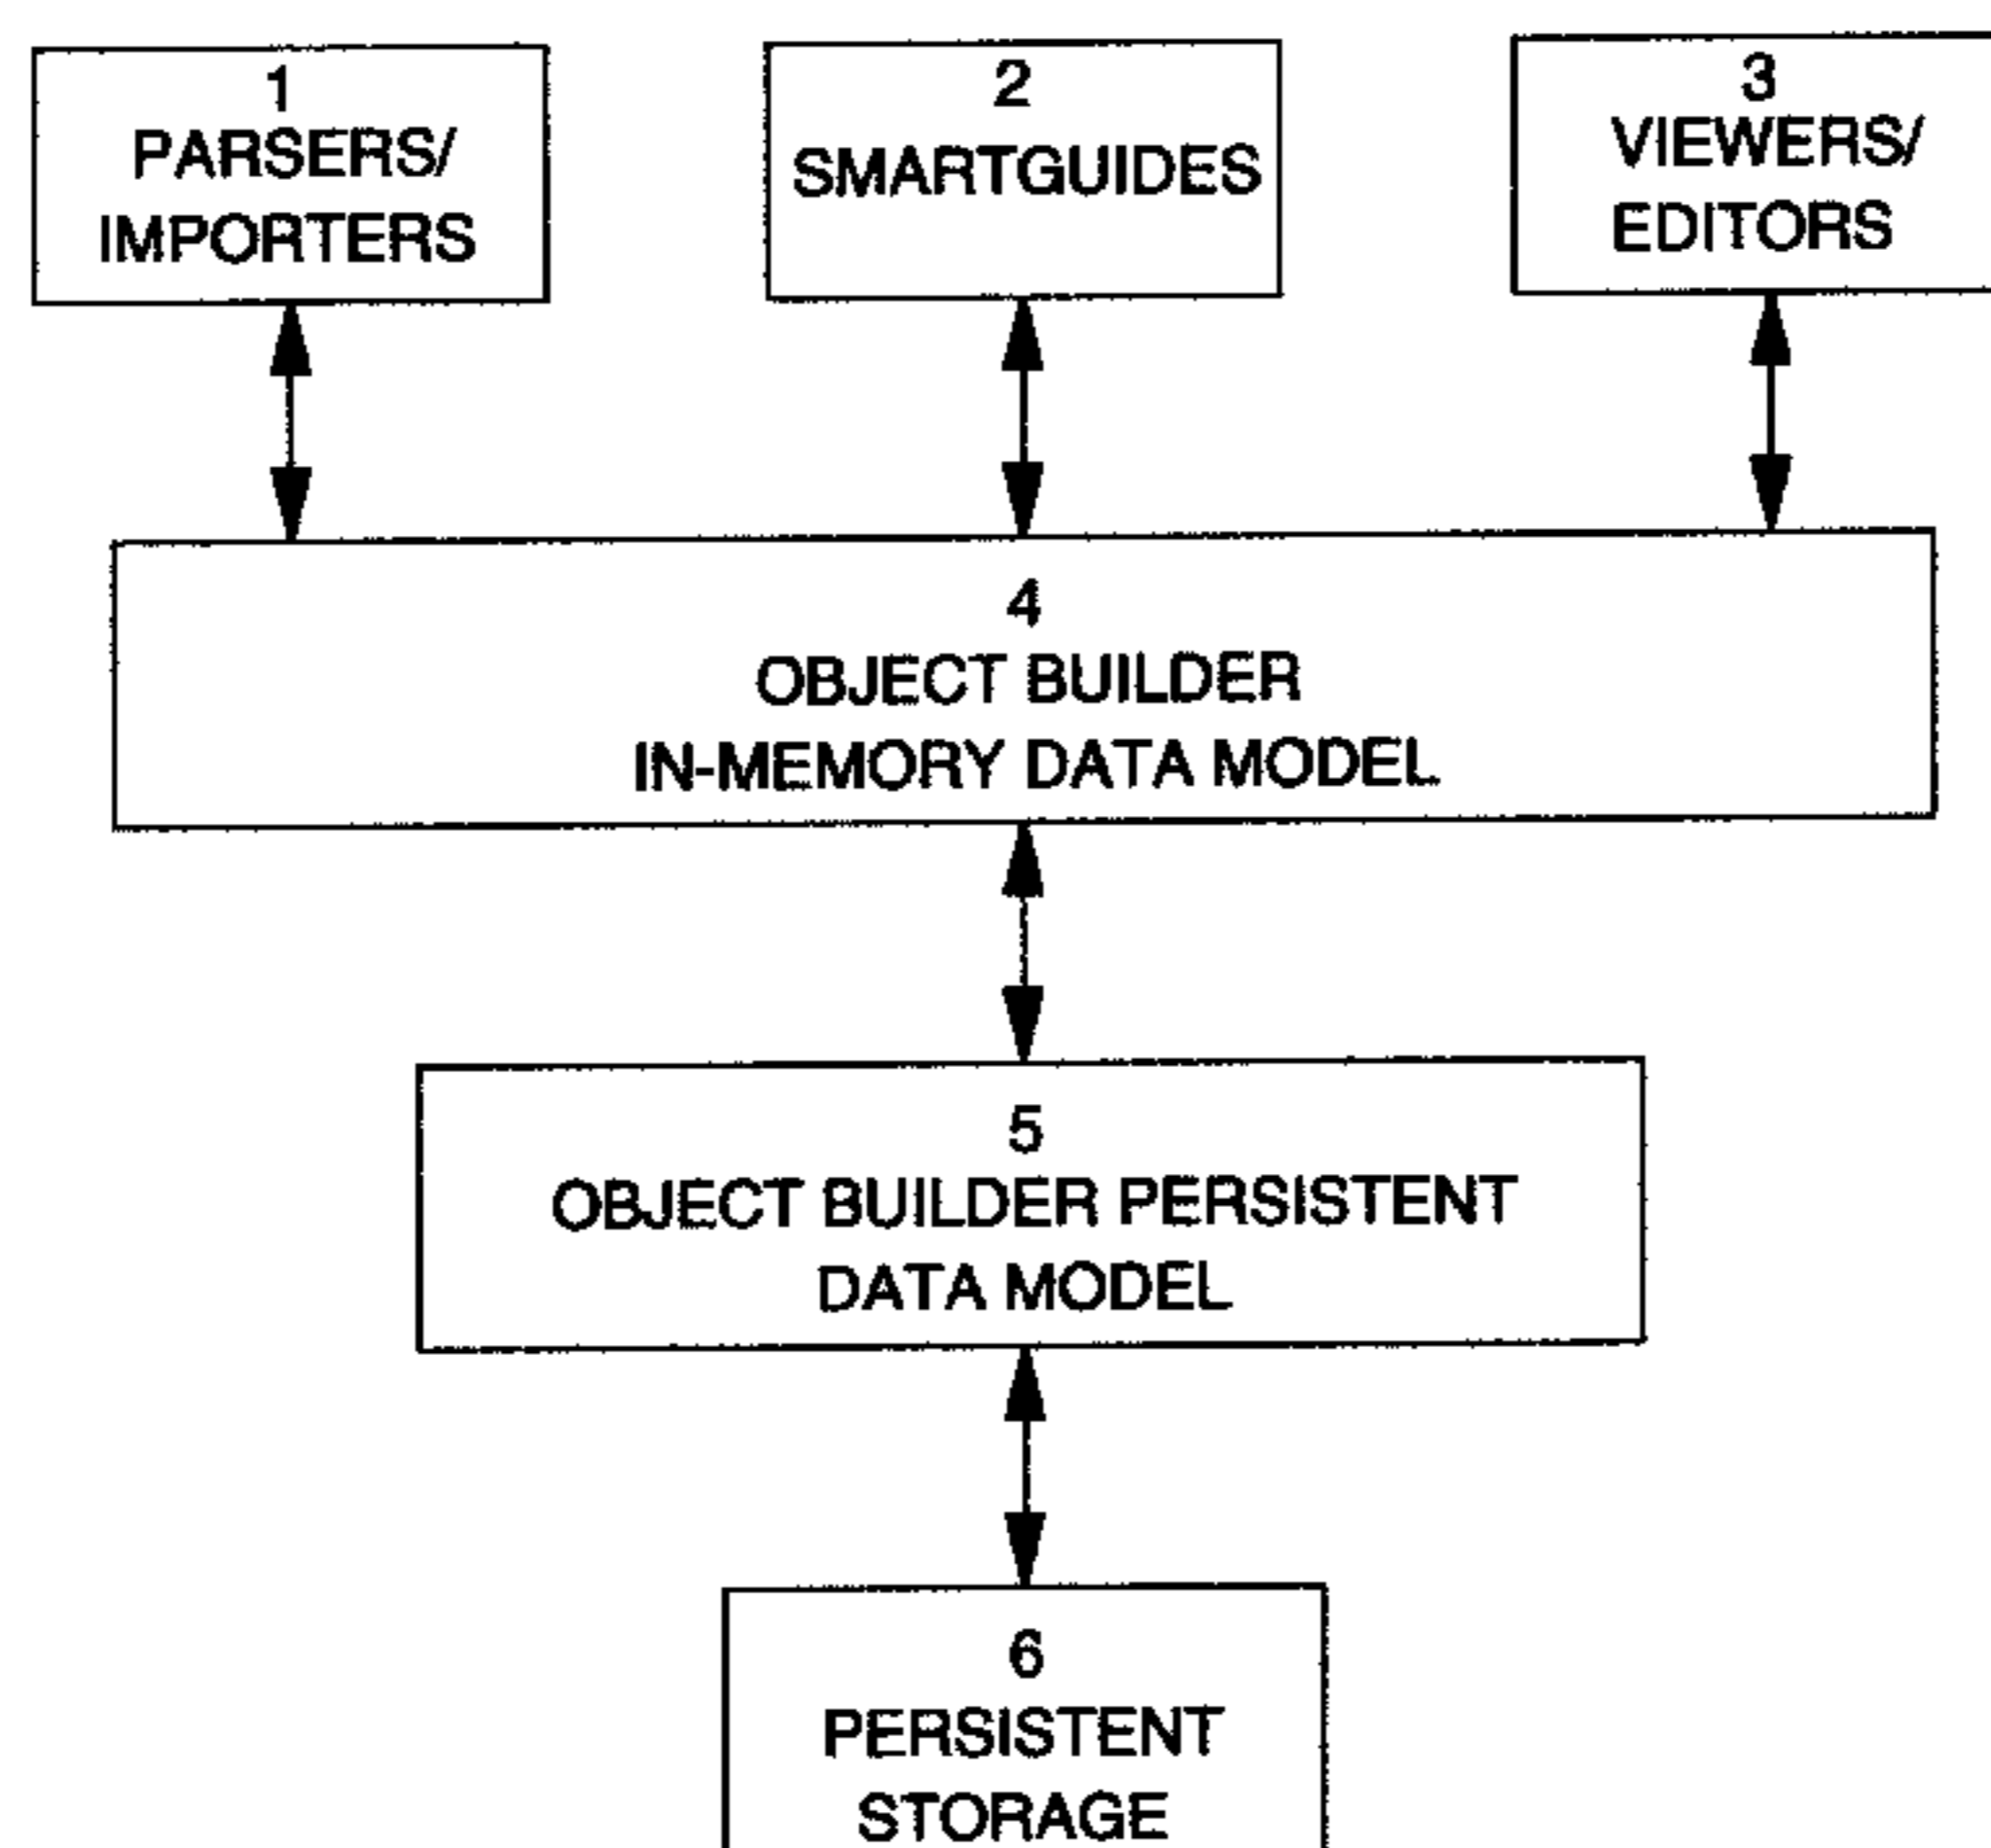 1
PARSERS/
IMPORTERS
2
SMARTGUIDES
3
VIEWERS/
EDITORS
4
OBJECT BUILDER
IN-MEMORY DATA MODEL
5
OBJECT BUILDER PERSISTENT
DATA MODEL
6
PERSISTENT
STORAGE